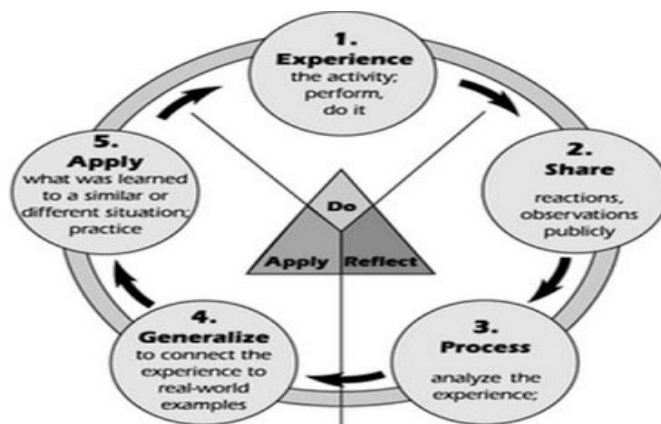 1.
Experience
the activity;
perform,
do it
2.
Share
reactions,
observations
publicly
3.
Process
analyze the
experience;
4.
Generalize
to connect the
experience to
real-world
examples
5.
Apply
what was learned
to a similar or
different situation;
practice
Do
Apply
Reflect